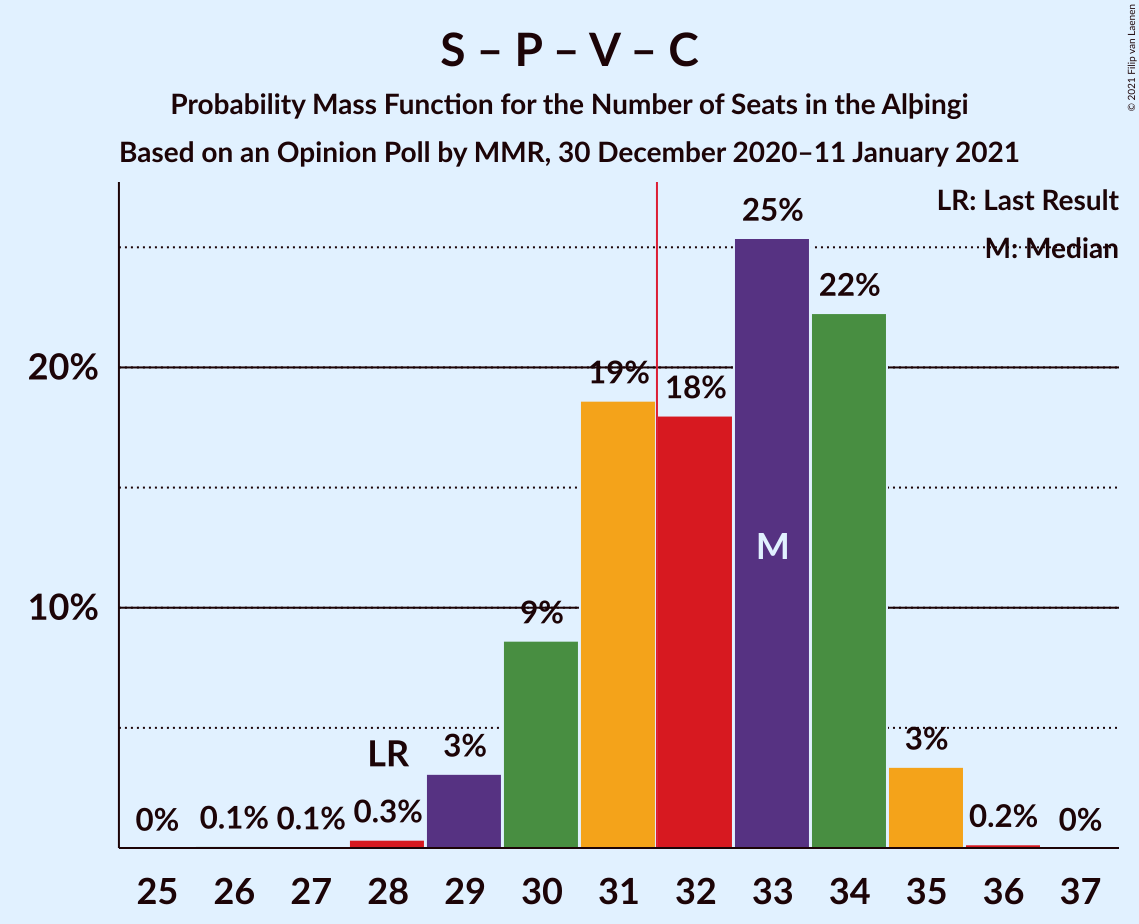 S – P – V – C
Probability Mass Function for the Number of Seats in the Alþingi
Based on an Opinion Poll by MMR, 30 December 2020–11 January 2021
© 2021 Filip van Laenen
LR: Last Result
M: Median
20%
10%
0%
0.1%
0.1%
LR
0.3%
3%
9%
19%
18%
25%
M
22%
3%
0.2%
0%
25 26 27 28 29 30 31 32 33 34 35 36 37